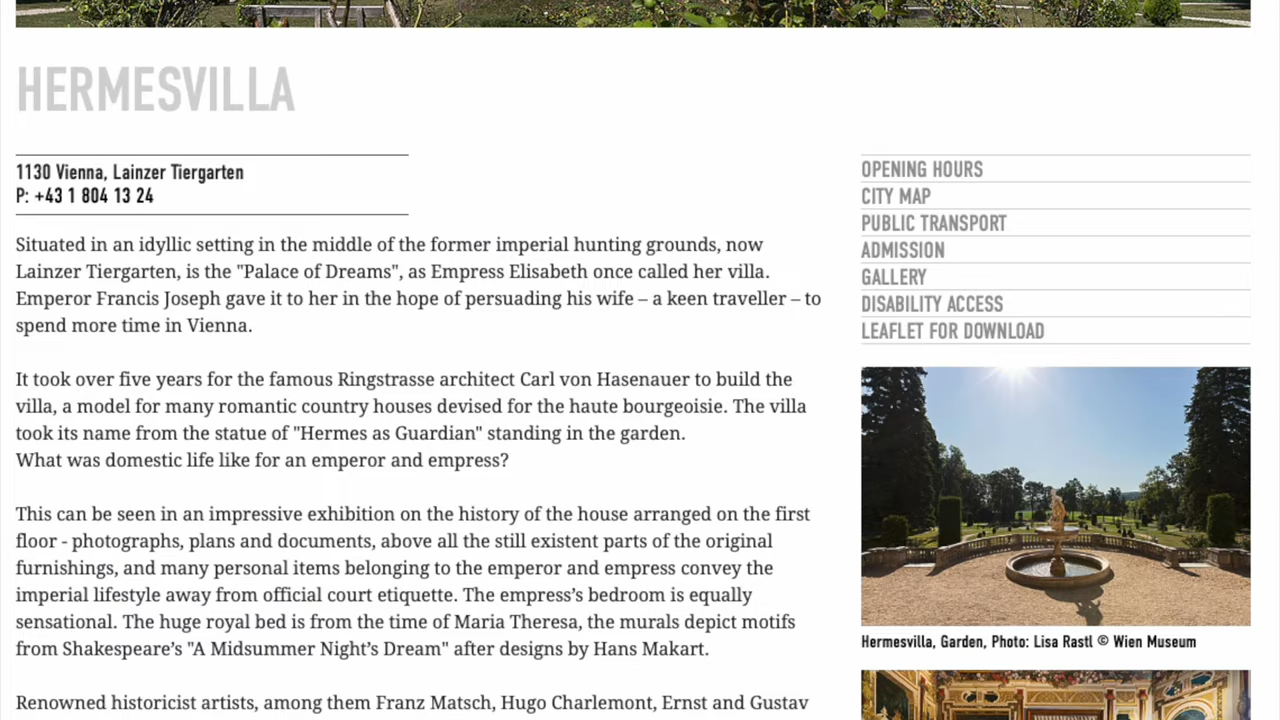 HERMESVILLA
1130 Vienna, Lainzer Tiergarten
P: +43 1 804 13 24
Situated in an idyllic setting in the middle of the former imperial hunting grounds, now
Lainzer Tiergarten, is the "Palace of Dreams", as Empress Elisabeth once called her villa.
Emperor Francis Joseph gave it to her in the hope of persuading his wife – a keen traveller – to
spend more time in Vienna.
It took over five years for the famous Ringstrasse architect Carl von Hasenauer to build the
villa, a model for many romantic country houses devised for the haute bourgeoisie. The villa
took its name from the statue of "Hermes as Guardian" standing in the garden.
What was domestic life like for an emperor and empress?
This can be seen in an impressive exhibition on the history of the house arranged on the first
floor - photographs, plans and documents, above all the still existent parts of the original
furnishings, and many personal items belonging to the emperor and empress convey the
imperial lifestyle away from official court etiquette. The empress’s bedroom is equally
sensational. The huge royal bed is from the time of Maria Theresa, the murals depict motifs
from Shakespeare’s "A Midsummer Night’s Dream" after designs by Hans Makart.
Renowned historicist artists, among them Franz Matsch, Hugo Charlemont, Ernst and Gustav
OPENING HOURS
CITY MAP
PUBLIC TRANSPORT
ADMISSION
GALLERY
DISABILITY ACCESS
LEAFLET FOR DOWNLOAD
Hermesvilla, Garden, Photo: Lisa Rastl © Wien Museum